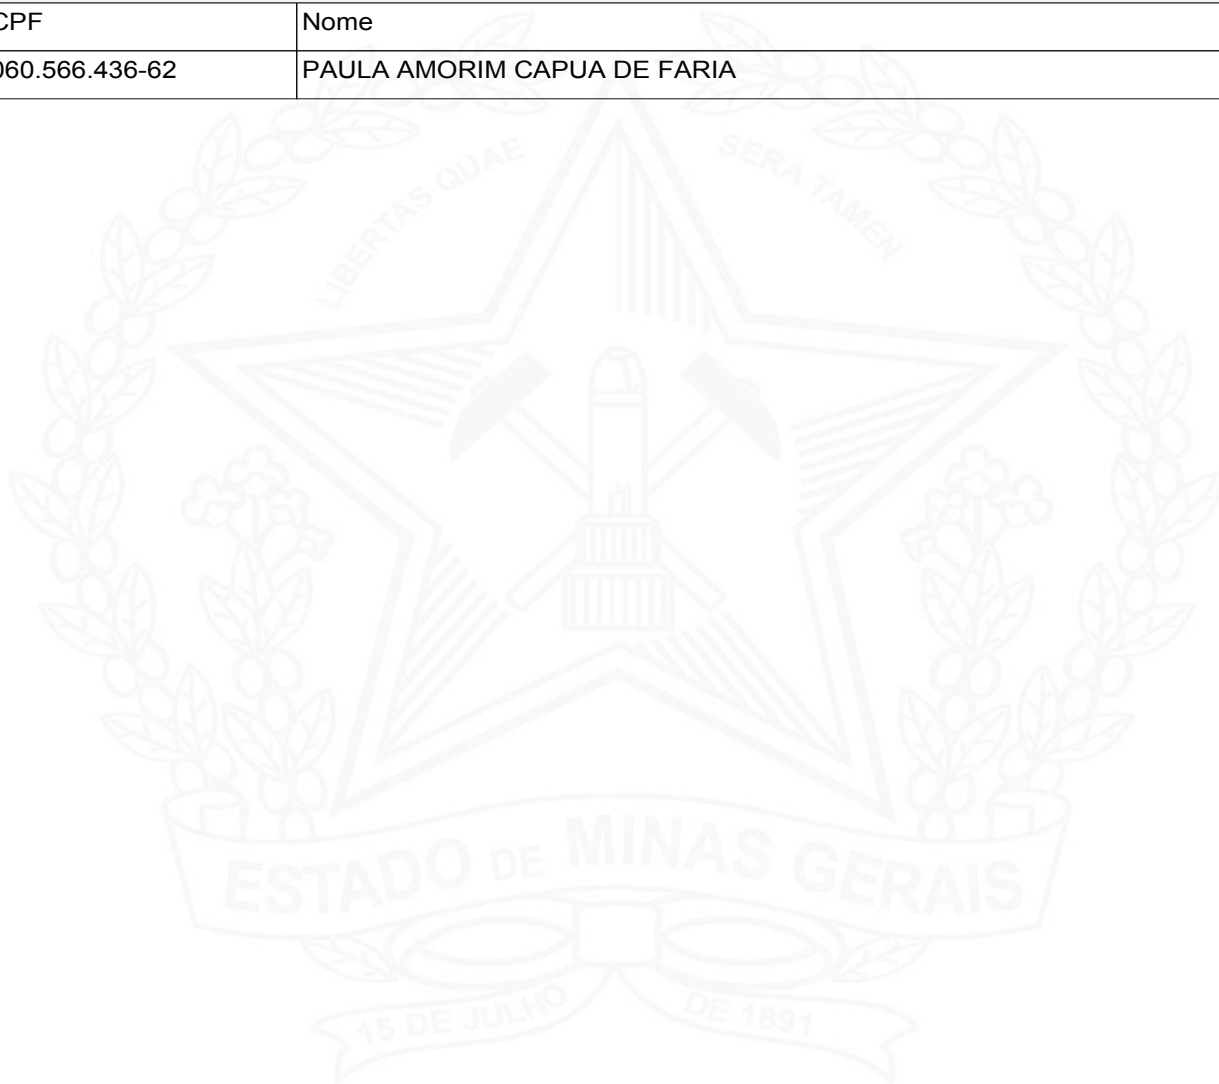 CPF Nome
060.566.436-62 PAULA AMORIM CAPUA DE FARIA
LIBERTAS QUAE SERA TAMEN
ESTADO DE MINAS GERAIS
15 DE JULHO DE 1891